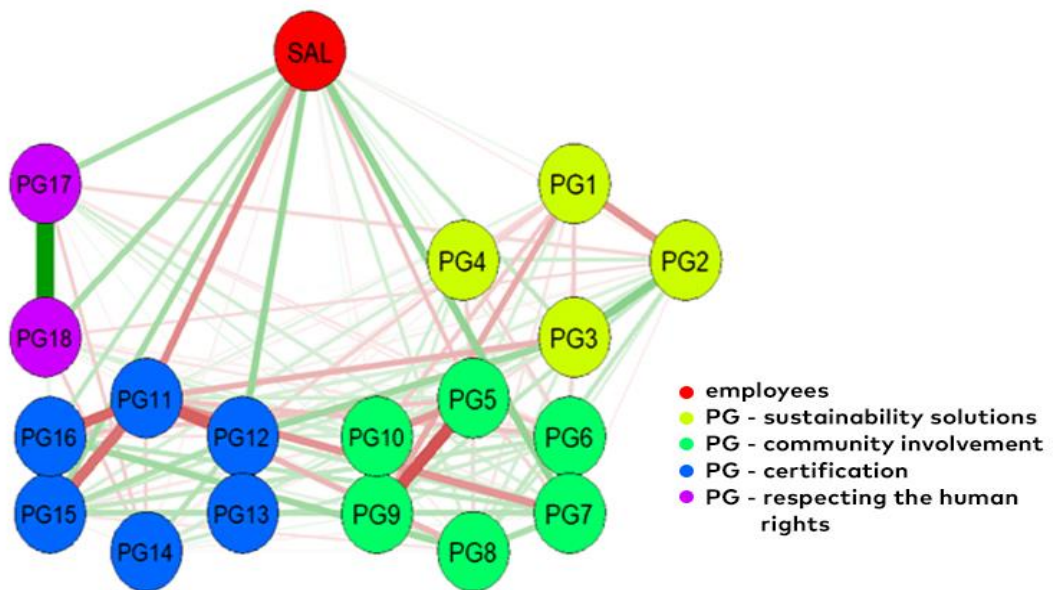 SAL
PG17
PG1
PG4
PG2
PG18
PG3
PG11
PG5
PG16
PG12
PG10
PG6
PG15
PG13
PG9
PG7
PG14
PG8
employees
PG - sustainability solutions
PG - community involvement
PG - certification
PG - respecting the human
rights